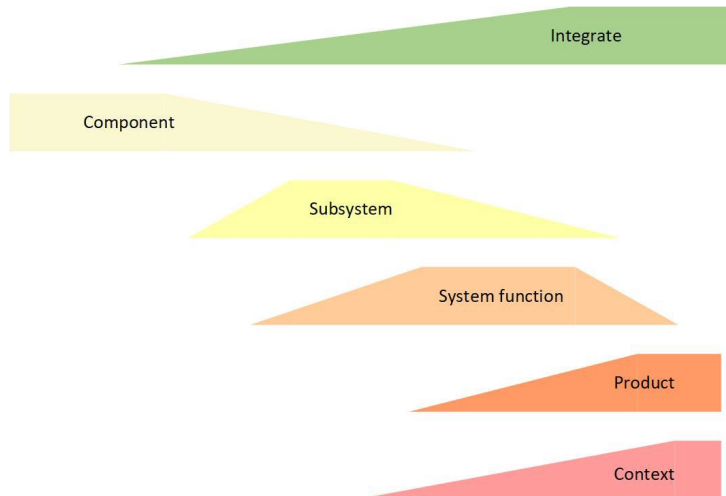 Integrate
Component
Subsystem
System function
Product
Context